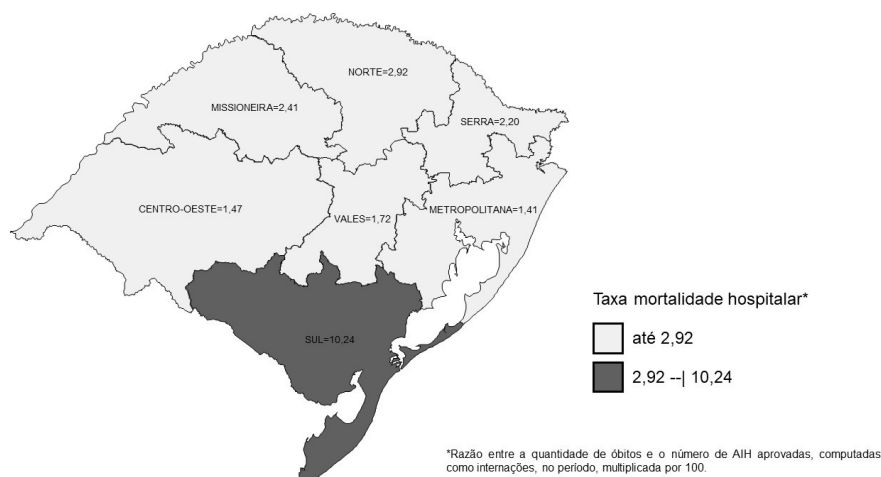 NORTE=2,92
MISSIONEIRA=2,41
SERRA=2,20
CENTRO-OESTE=1,47
VALES=1,72
METROPOLITANA=1,41
SUL=10,24
Taxa mortalidade hospitalar*
até 2,92
2,92 --| 10,24
*Razão entre a quantidade de óbitos e o número de AIH aprovadas, computadas
como internações, no período, multiplicada por 100.